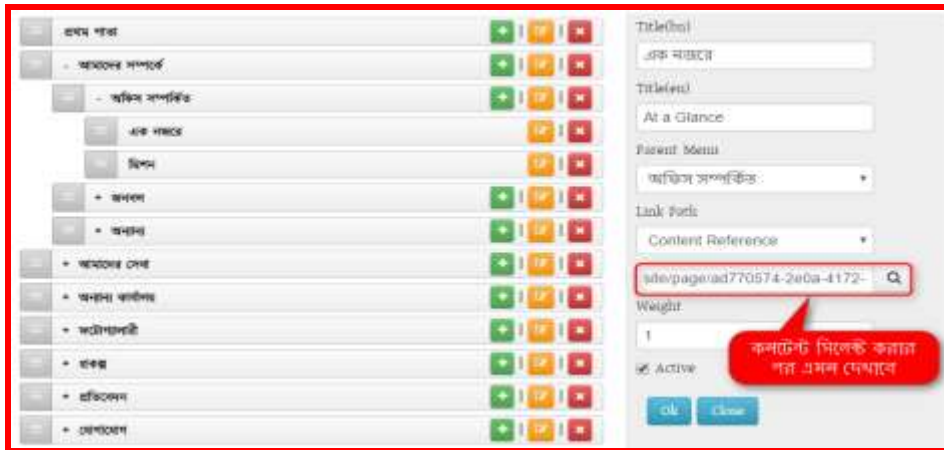 প্রথম পাতা
- আমাদের সম্পর্কে
- অফিস সম্পর্কিত
এক নজরে
মিশন
+ জনবল
+ অন্যান্য
+ আমাদের সেবা
+ অন্যান্য কার্যালয়
+ ফটোগ্যালারী
+ প্রকল্প
+ প্রতিবেদন
+ যোগাযোগ
Title(bn)
এক নজরে
Title(en)
At a Glance
Parent Menu
অফিস সম্পর্কিত
Link Path
Content Reference
site/page/ad770574-2e0a-4172-
Weight
1
কনটেন্ট সিলেক্ট করার
পর এমন দেখাবে
Active
Ok Close